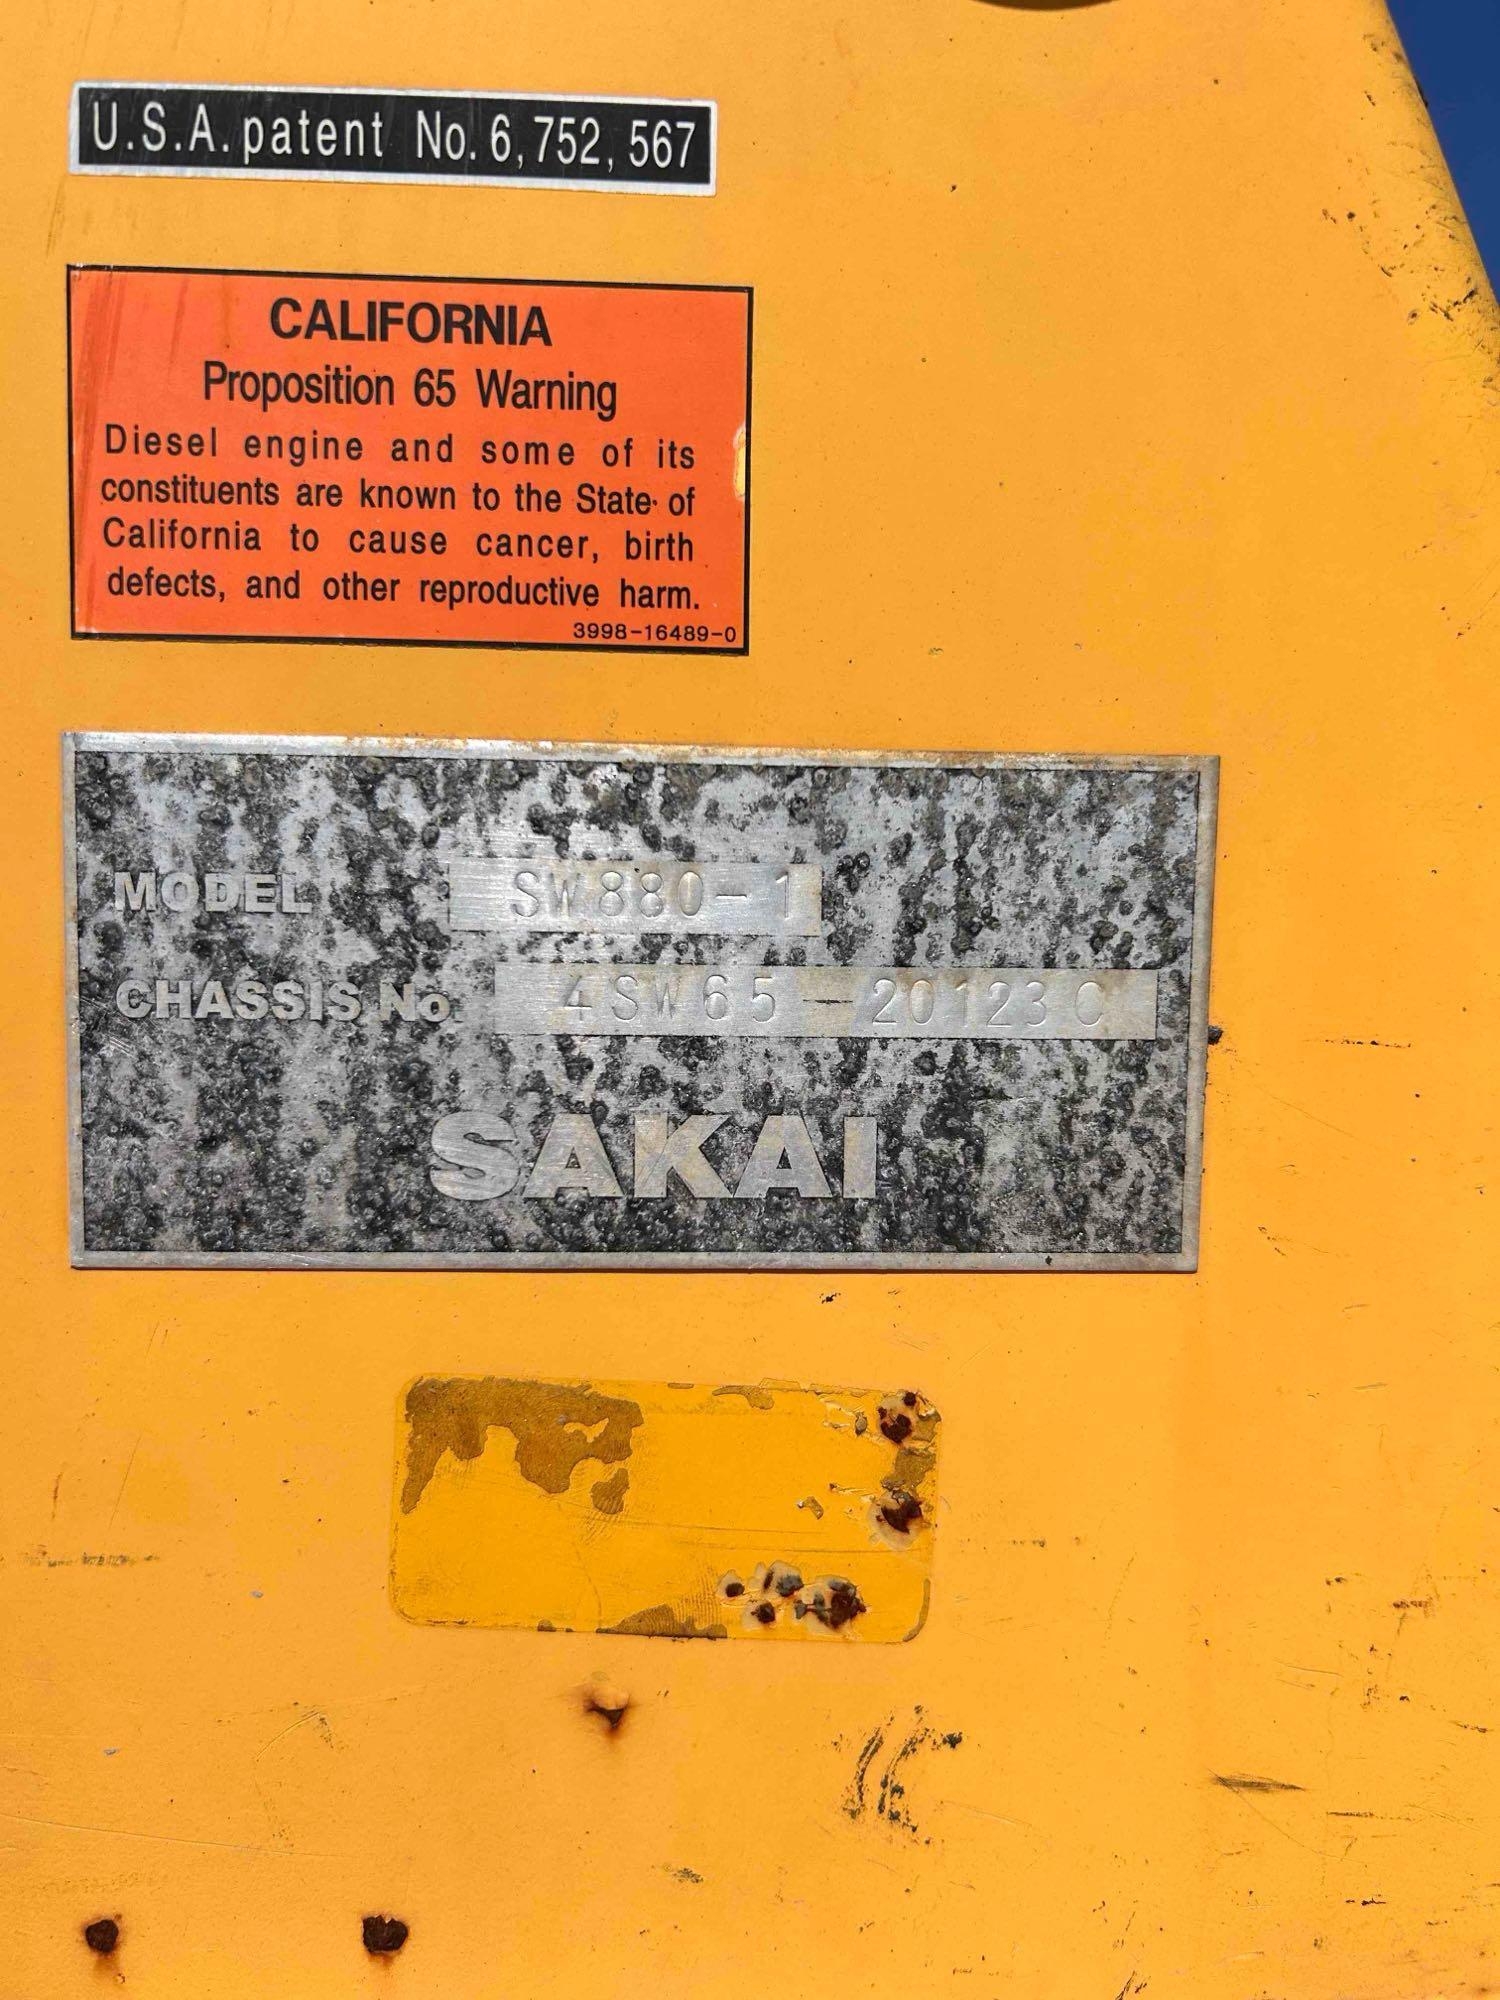 U.S.A. patent No. 6,752,567
CALIFORNIA
Proposition 65 Warning
Diesel engine and some of its
constituents are known to the State of
California to cause cancer, birth
defects, and other reproductive harm.
3998-16489-0
MODEL SW880-1
CHASSIS No. 4SW65-20123C
SAKAI